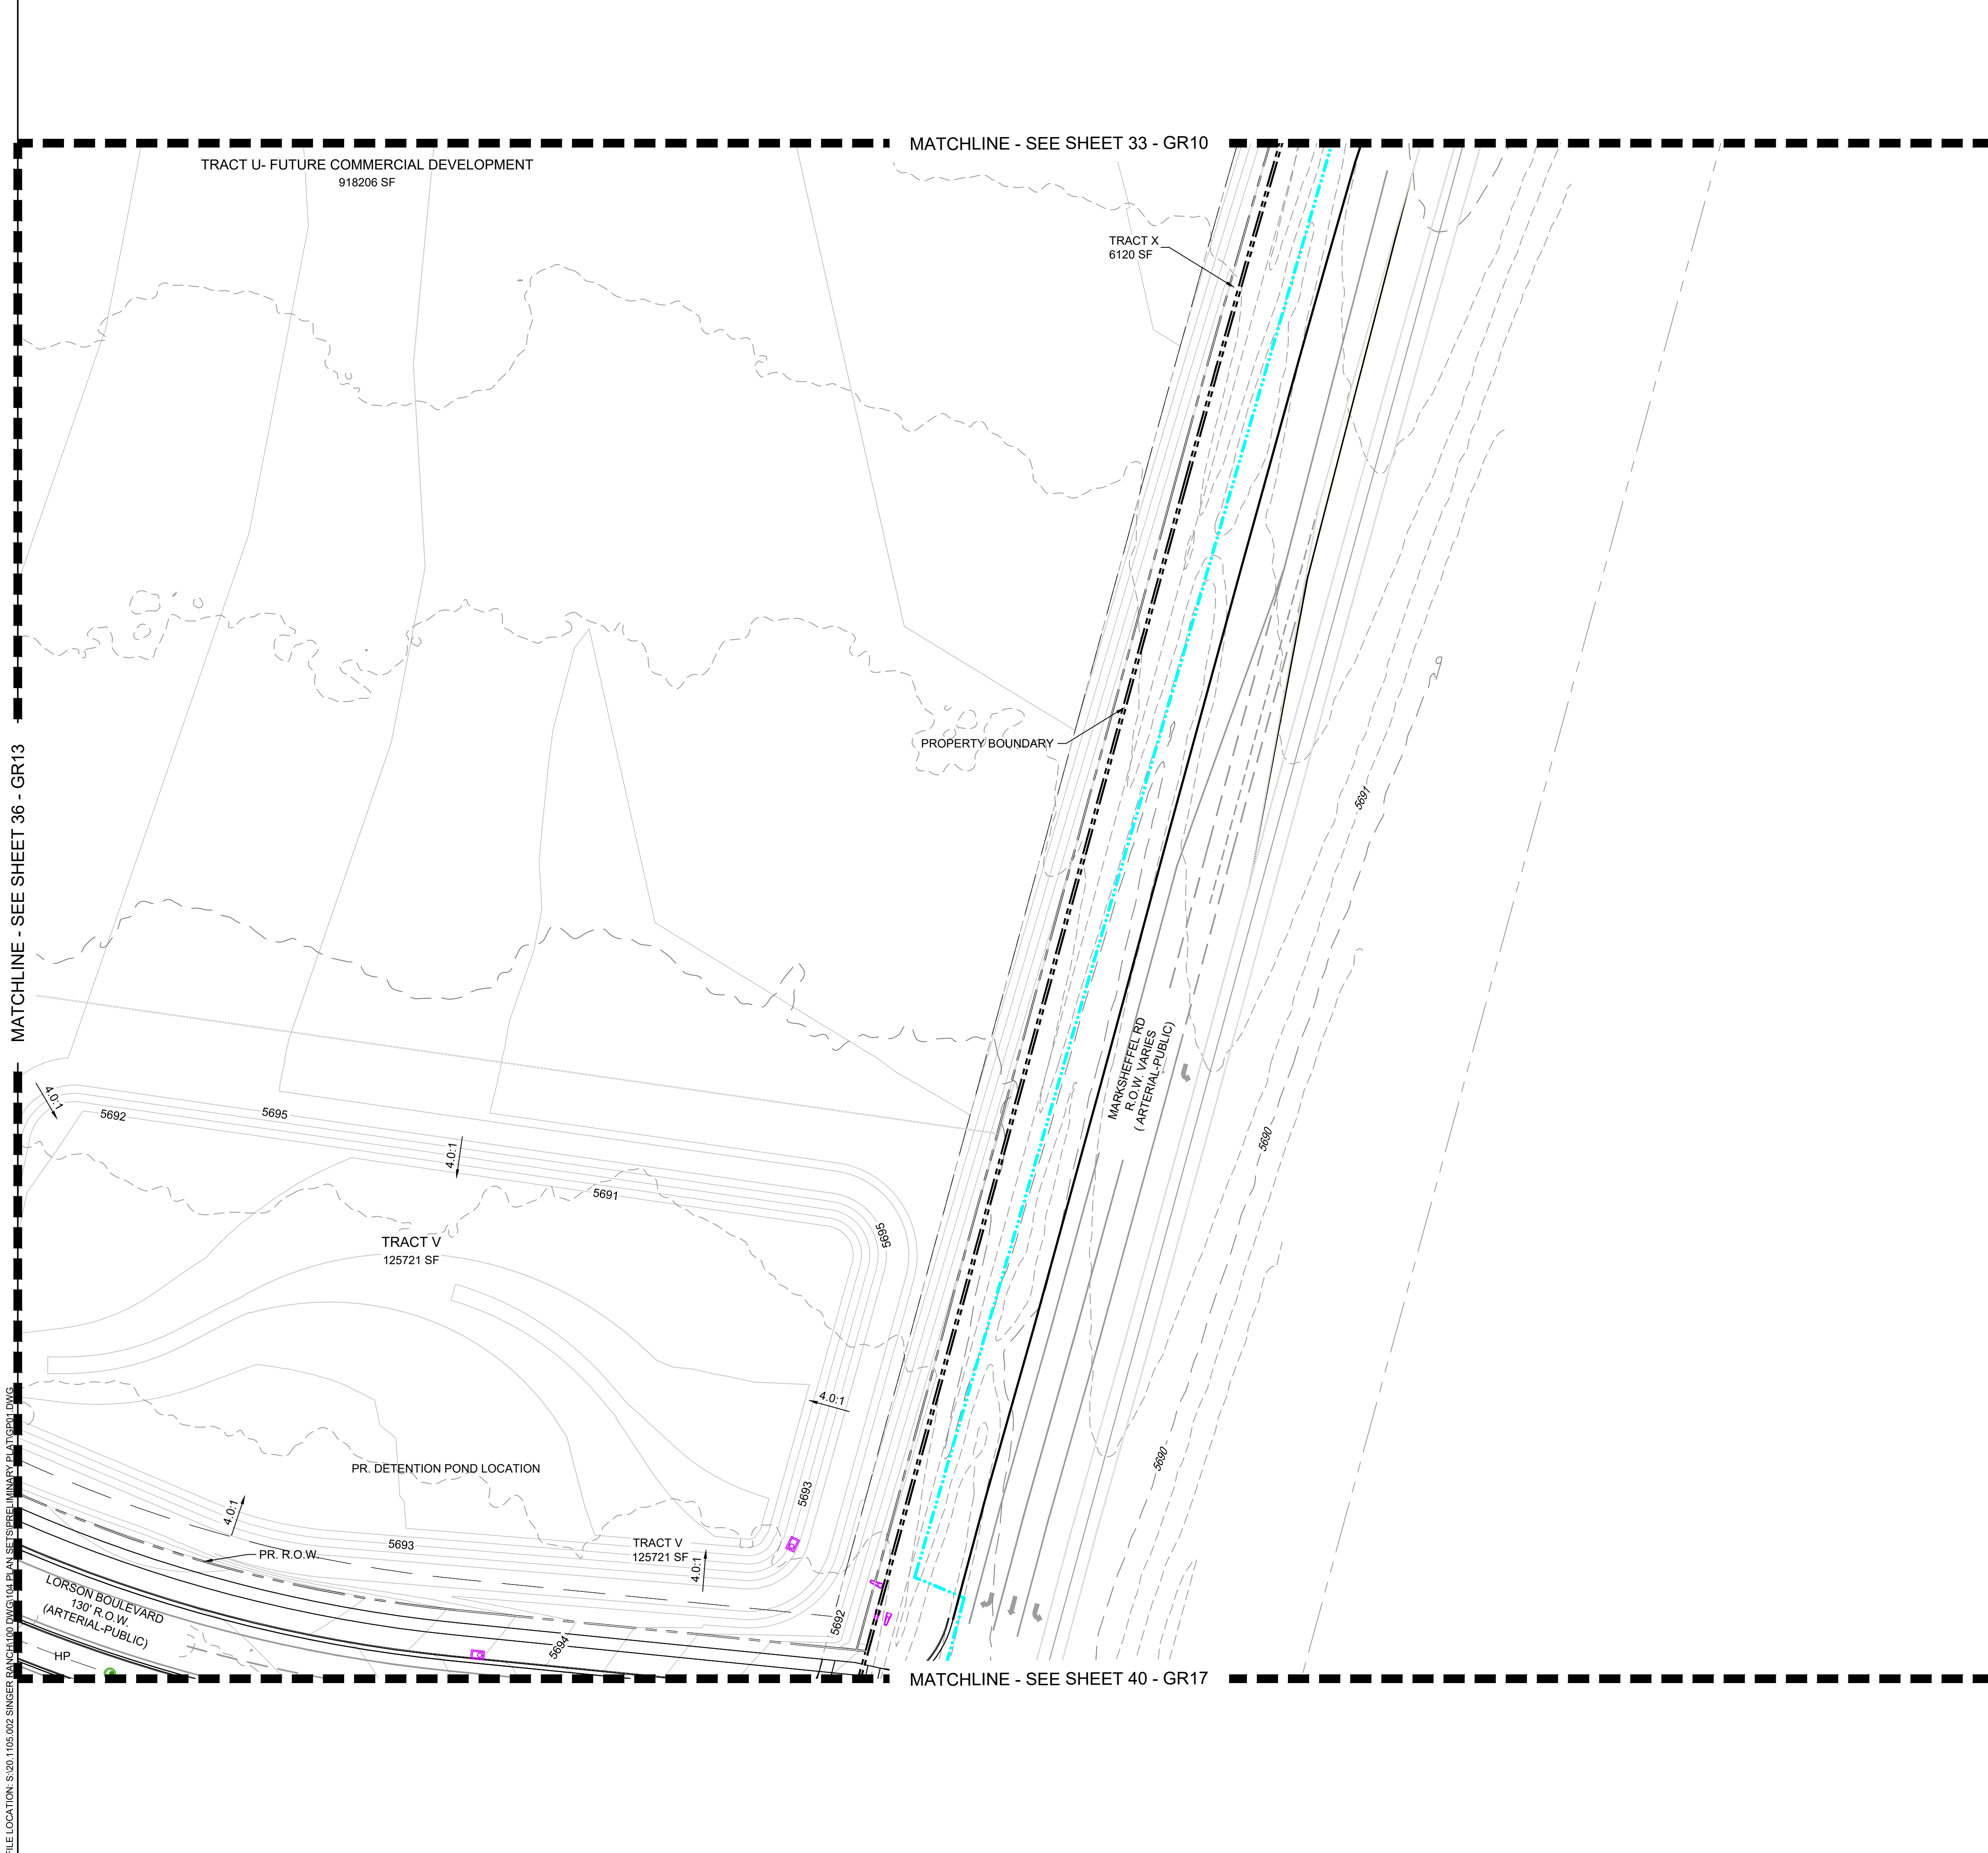 MATCHLINE - SEE SHEET 33 - GR10
TRACT U- FUTURE COMMERCIAL DEVELOPMENT
918206 SF
TRACT X
6120 SF
PROPERTY BOUNDARY
MATCHLINE - SEE SHEET 36 - GR13
5691
MARKSHEFFEL RD
R.O.W. VARIES
( ARTERIAL-PUBLIC)
4.0:1
5692
5695
4.0:1
5691
5695
5690
TRACT V
125721 SF
4.0:1
PR. DETENTION POND LOCATION
5690
5693
4.0:1
5693
TRACT V
125721 SF
4.0:1
PR. R.O.W.
LORSON BOULEVARD
130' R.O.W.
(ARTERIAL-PUBLIC)
5692
5694
HP
MATCHLINE - SEE SHEET 40 - GR17
FILE LOCATION: S:\20.1105.002 SINGER RANCH\100 DWG\104 PLAN SETS\PRELIMINARY PLAT\GP01.DWG